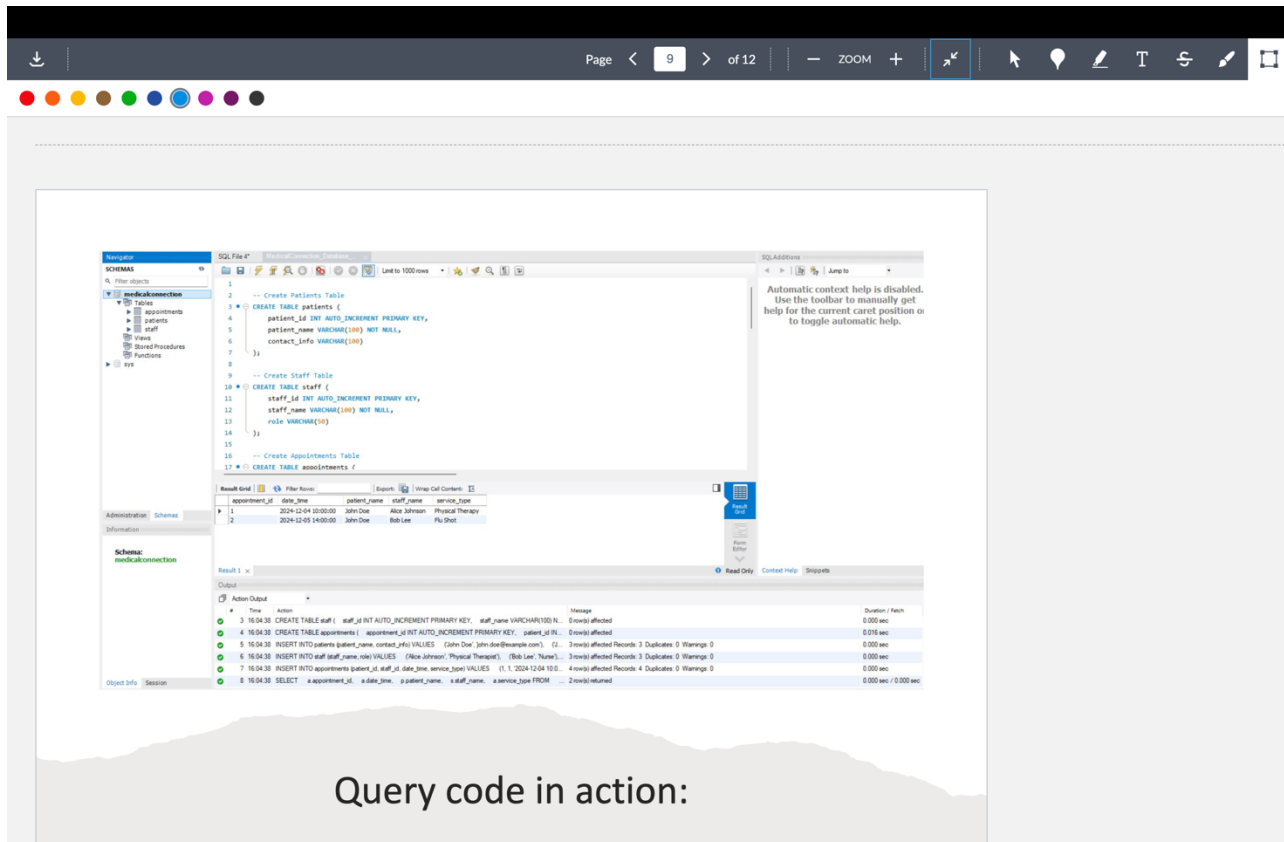 Page 9 of 12 ZOOM T S
Navigator
SCHEMAS
Filter objects
medicalconnection
Tables
appointments
patients
staff
Views
Stored Procedures
Functions
sys
Administration Schemas
Information
Schema:
medicalconnection
Object Info Session
SQL File 4* MedicalConnection_Database_...
Limit to 1000 rows
1
2 -- Create Patients Table
3 CREATE TABLE patients (
4 patient_id INT AUTO_INCREMENT PRIMARY KEY,
5 patient_name VARCHAR(100) NOT NULL,
6 contact_info VARCHAR(100)
7 );
8
9 -- Create Staff Table
10 CREATE TABLE staff (
11 staff_id INT AUTO_INCREMENT PRIMARY KEY,
12 staff_name VARCHAR(100) NOT NULL,
13 role VARCHAR(50)
14 );
15
16 -- Create Appointments Table
17 CREATE TABLE appointments (
Result Grid Filter Rows: Export: Wrap Cell Content:
appointment_id date_time patient_name staff_name service_type
1 2024-12-04 10:00:00 John Doe Alice Johnson Physical Therapy
2 2024-12-05 14:00:00 John Doe Bob Lee Flu Shot
Result Grid
Form Editor
Result 1 Read Only
SQLAdditions
Jump to
Automatic context help is disabled.
Use the toolbar to manually get
help for the current caret position or
to toggle automatic help.
Context Help Snippets
Output
Action Output
# Time Action Message Duration / Fetch
3 16:04:38 CREATE TABLE staff ( staff_id INT AUTO_INCREMENT PRIMARY KEY, staff_name VARCHAR(100) N... 0 row(s) affected 0.000 sec
4 16:04:38 CREATE TABLE appointments ( appointment_id INT AUTO_INCREMENT PRIMARY KEY, patient_id IN... 0 row(s) affected 0.016 sec
5 16:04:38 INSERT INTO patients (patient_name, contact_info) VALUES ('John Doe', 'john.doe@example.com'), ('J... 3 row(s) affected Records: 3 Duplicates: 0 Warnings: 0 0.000 sec
6 16:04:38 INSERT INTO staff (staff_name, role) VALUES ('Alice Johnson', 'Physical Therapist'), ('Bob Lee', 'Nurse'),... 3 row(s) affected Records: 3 Duplicates: 0 Warnings: 0 0.000 sec
7 16:04:38 INSERT INTO appointments (patient_id, staff_id, date_time, service_type) VALUES (1, 1, '2024-12-04 10:0... 4 row(s) affected Records: 4 Duplicates: 0 Warnings: 0 0.000 sec
8 16:04:38 SELECT a.appointment_id, a.date_time, p.patient_name, s.staff_name, a.service_type FROM ... 2 row(s) returned 0.000 sec / 0.000 sec
Query code in action: